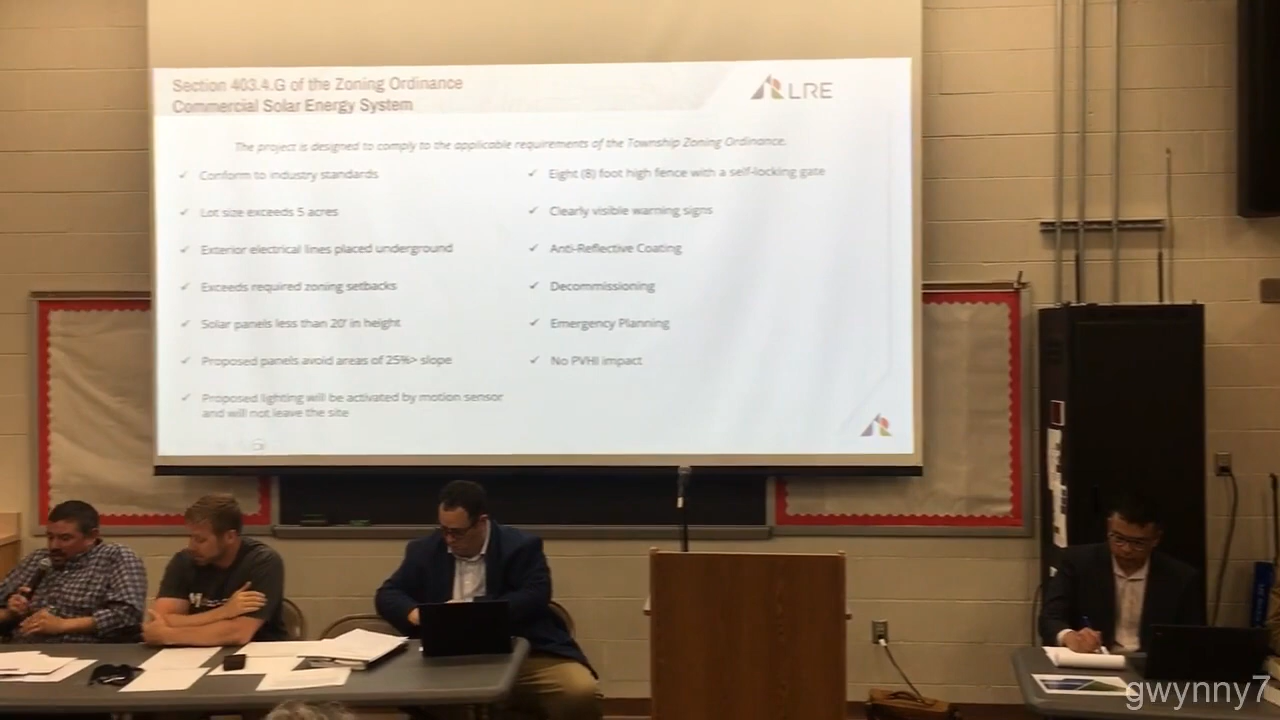 Section 403.4.G of the Zoning Ordinance
Commercial Solar Energy System
LRE
The project is designed to comply to the applicable requirements of the Township Zoning Ordinance.
✓ Conform to industry standards
✓ Lot size exceeds 5 acres
✓ Exterior electrical lines placed underground
✓ Exceeds required zoning setbacks
✓ Solar panels less than 20' in height
✓ Proposed panels avoid areas of 25%> slope
✓ Proposed lighting will be activated by motion sensor
and will not leave the site
✓ Eight (8) foot high fence with a self-locking gate
✓ Clearly visible warning signs
✓ Anti-Reflective Coating
✓ Decommissioning
✓ Emergency Planning
✓ No PVHI impact
gwynny7